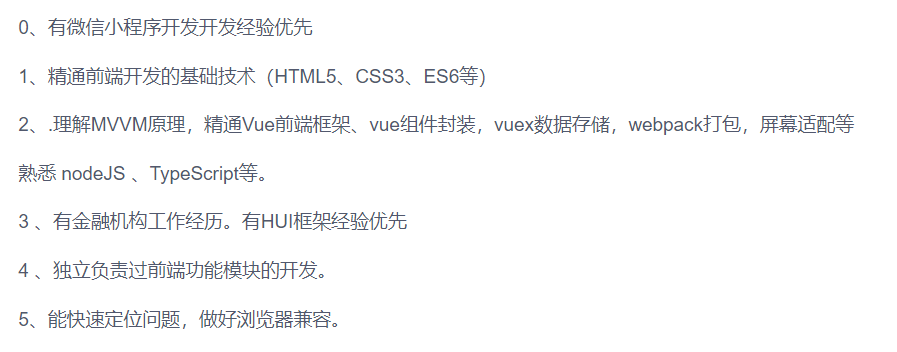 0、有微信小程序开发开发经验优先
1、精通前端开发的基础技术（HTML5、CSS3、ES6等）
2、.理解MVVM原理，精通Vue前端框架、vue组件封装，vuex数据存储，webpack打包，屏幕适配等
熟悉 nodeJS 、TypeScript等。
3 、有金融机构工作经历。有HUI框架经验优先
4 、独立负责过前端功能模块的开发。
5、能快速定位问题，做好浏览器兼容。